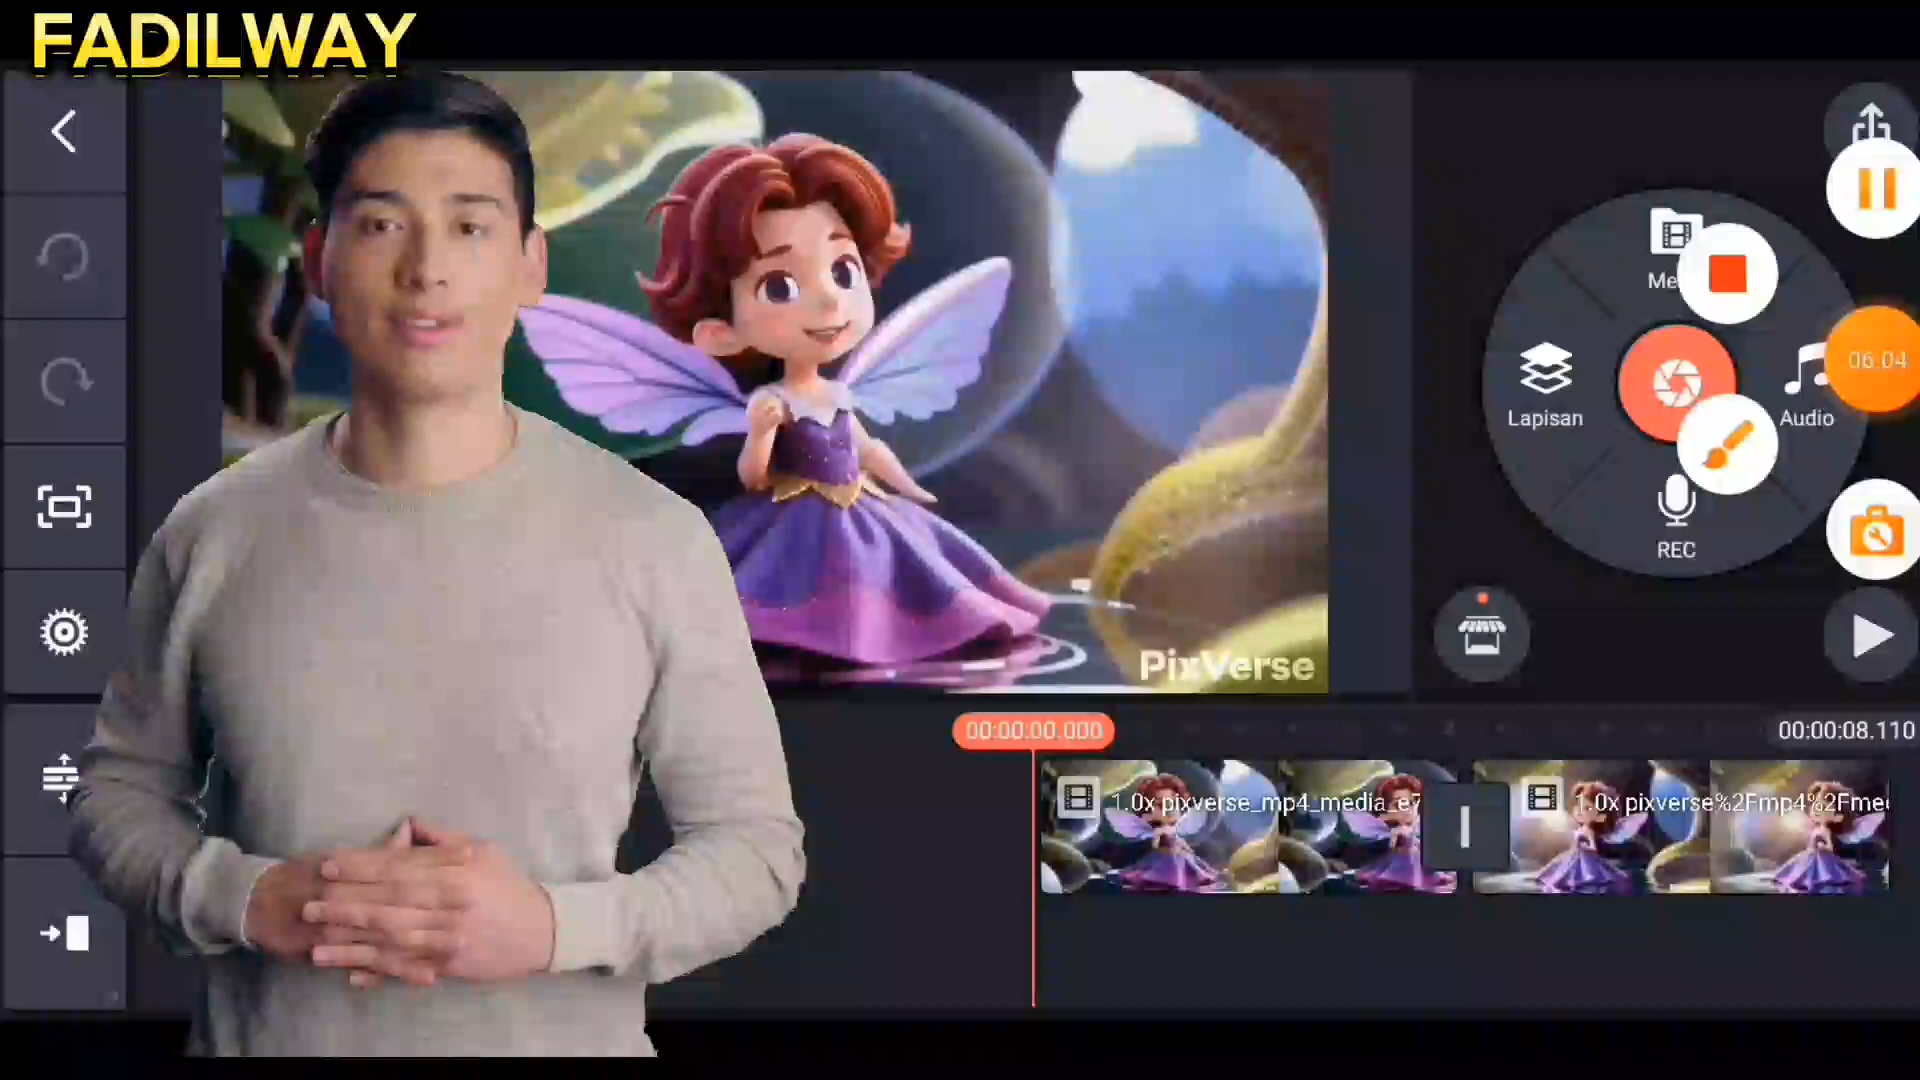 FADILWAY
Me
06.04
Lapisan
Audio
REC
PixVerse
00:00:00.000
00:00:08.110
1.0x pixverse_mp4_media_e7
1.0x pixverse%2Fmp4%2Fme